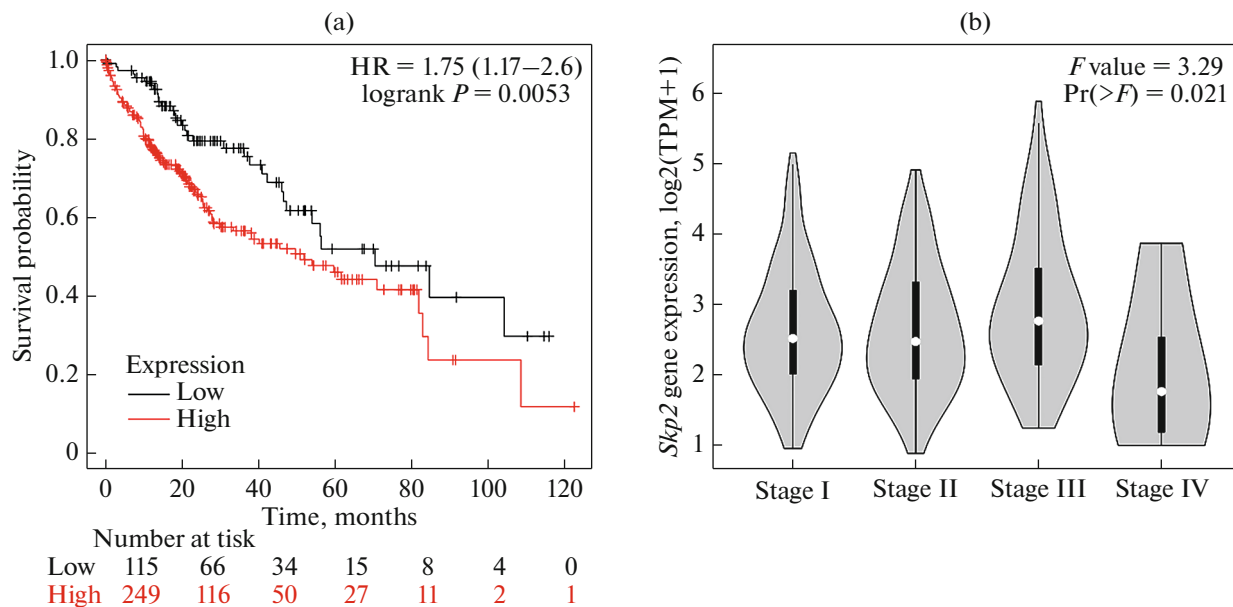 (a)
HR = 1.75 (1.17–2.6)
logrank P = 0.0053
Survival probability
1.0
0.8
0.6
0.4
0.2
0
Expression
Low
High
0 20 40 60 80 100 120
Time, months
Number at tisk
Low 115 66 34 15 8 4 0
High 249 116 50 27 11 2 1
(b)
F value = 3.29
Pr(>F) = 0.021
Skp2 gene expression, log2(TPM+1)
6
5
4
3
2
1
Stage I Stage II Stage III Stage IV